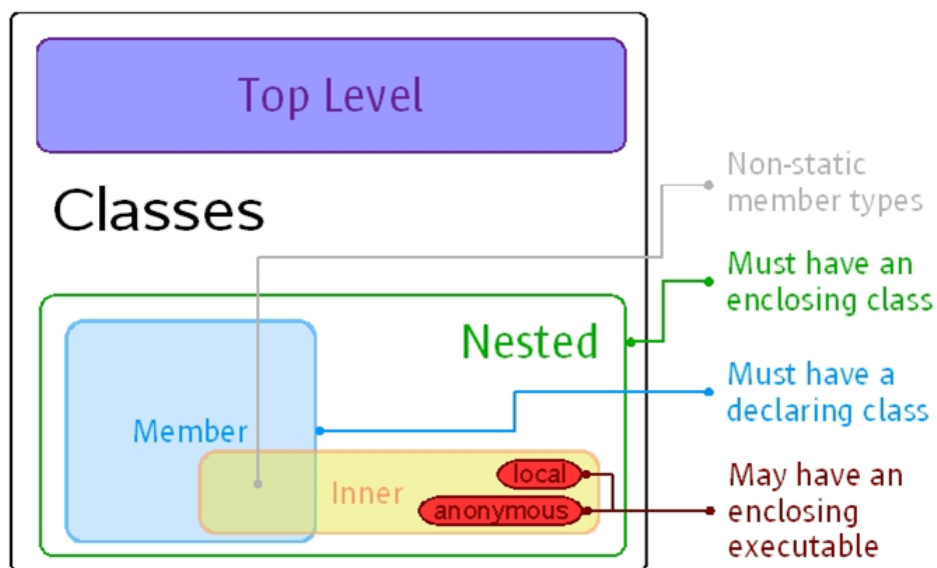 Top Level
Classes
Non-static
member types
Must have an
enclosing class
Nested
Must have a
declaring class
Member
Inner
local
anonymous
May have an
enclosing
executable